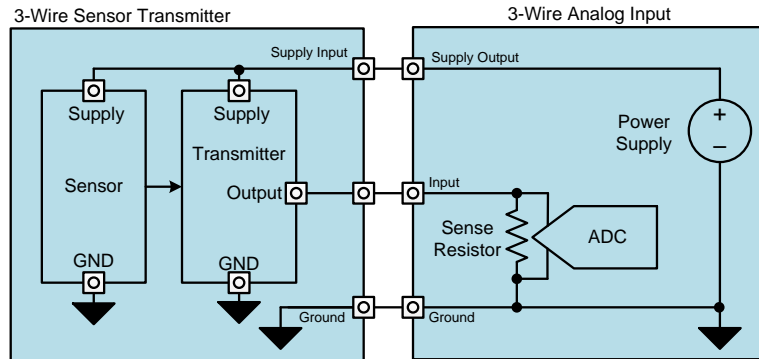 3-Wire Sensor Transmitter
3-Wire Analog Input
Supply Input
Supply Output
Supply
Supply
Transmitter
Sensor
Output
GND
GND
Ground
Input
Sense
Resistor
ADC
Power
Supply
+
–
Ground